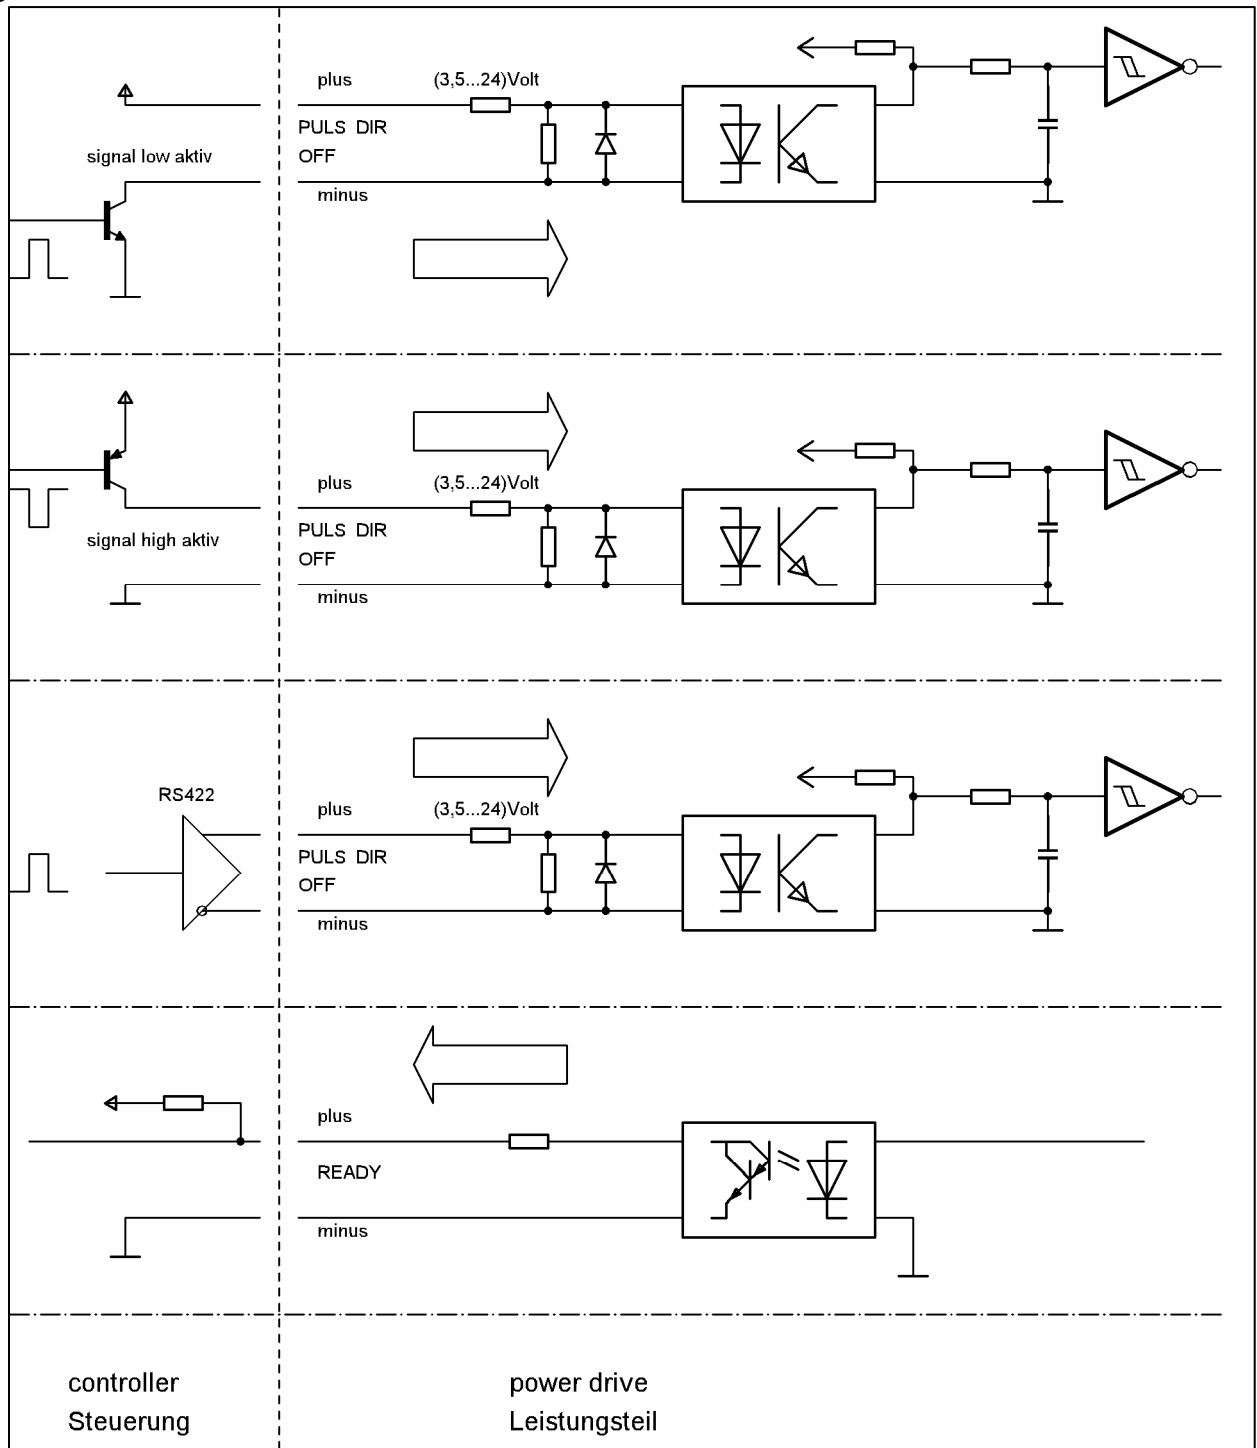 plus (3,5...24)Volt
PULS DIR
signal low aktiv
OFF
minus
plus (3,5...24)Volt
PULS DIR
signal high aktiv
OFF
minus
RS422
plus (3,5...24)Volt
PULS DIR
OFF
minus
plus
READY
minus
controller
Steuerung
power drive
Leistungsteil